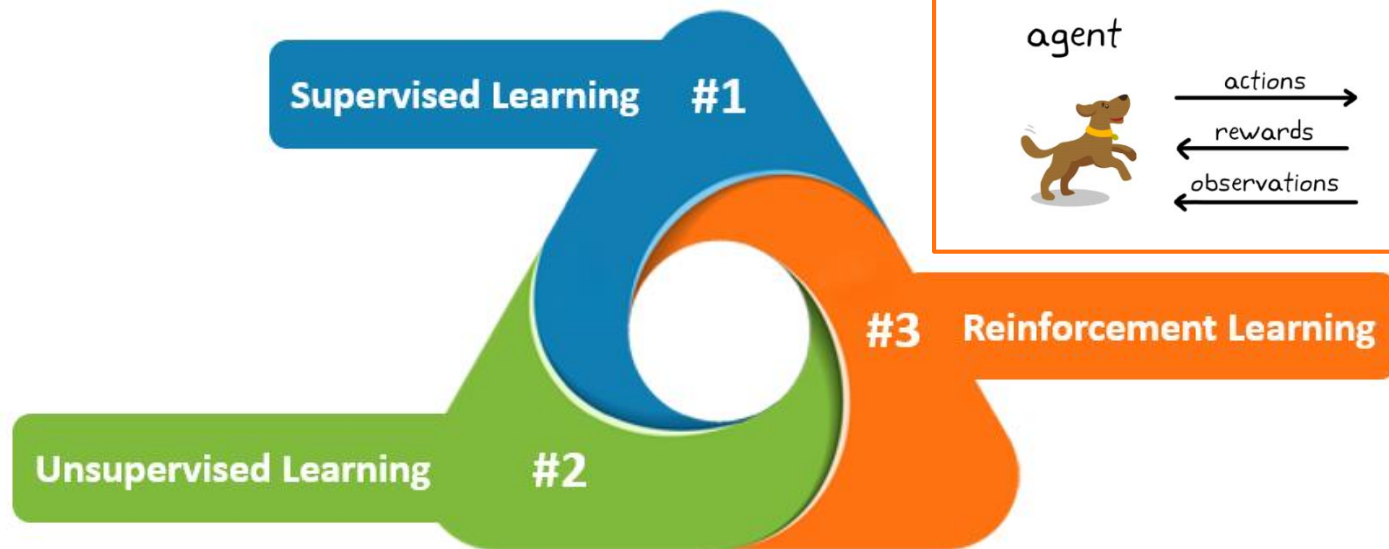 agent
actions
rewards
observations
Supervised Learning #1
#3 Reinforcement Learning
Unsupervised Learning #2